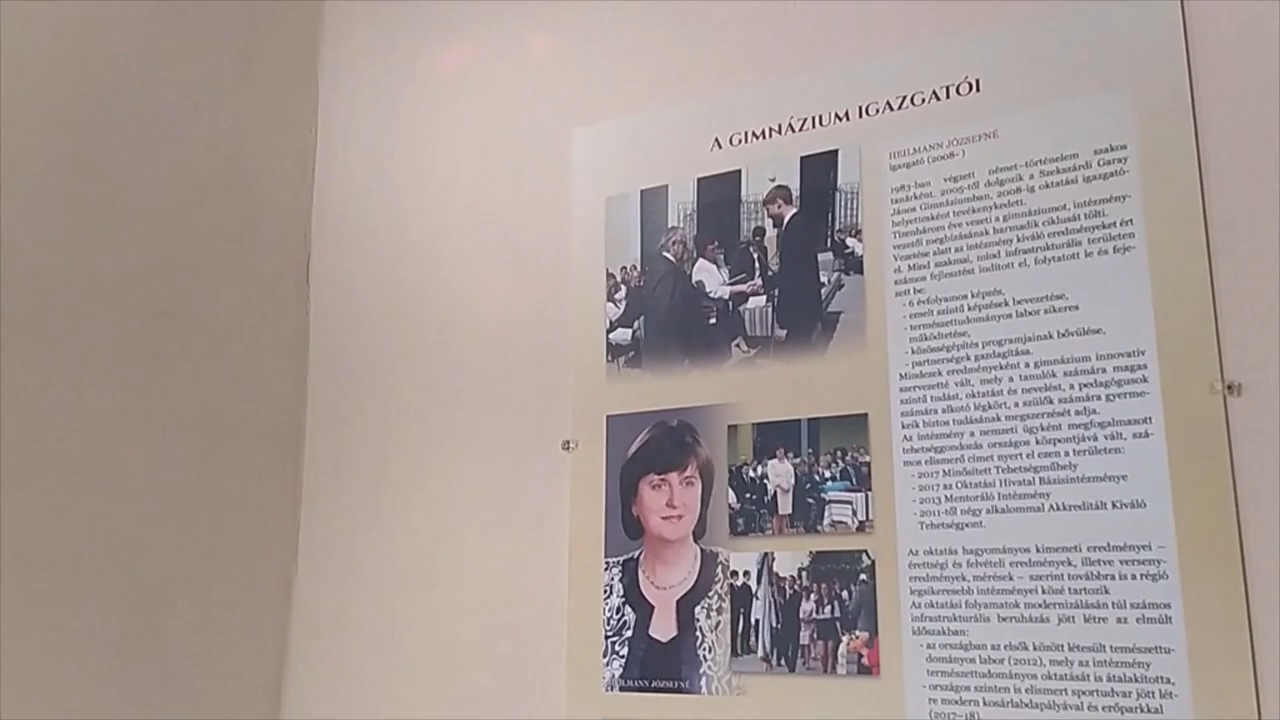 A GIMNÁZIUM IGAZGATÓI
HEILMANN JÓZSEFNÉ
igazgató (2008- )
1983-ban végzett német–történelem szakos
tanárként. 2005-től dolgozik a Szekszárdi Garay
János Gimnáziumban, 2008-ig oktatási igazgató-
helyettesként tevékenykedett.
Tizenhárom éve vezeti a gimnáziumot, intézmény-
vezetői megbízásának harmadik ciklusát tölti.
Vezetése alatt az intézmény kiváló eredményeket ért
el. Mind szakmai, mind infrastrukturális területen
számos fejlesztést indított el, folytatott le és feje-
zett be:
- 6 évfolyamos képzés,
- emelt szintű képzések bevezetése,
- természettudományos labor sikeres
működtetése,
- közösségépítés programjainak bővülése,
- partnerségek gazdagítása.
Mindezek eredményeként a gimnázium innovatív
szervezetté vált, mely a tanulók számára magas
szintű tudást, oktatást és nevelést, a pedagógusok
számára alkotó légkört, a szülők számára gyerme-
keik biztos tudásának megszerzését adja.
Az intézmény a nemzeti ügyként megfogalmazott
tehetséggondozás országos központjává vált, szá-
mos elismerő címet nyert el ezen a területen:
- 2017 Minősített Tehetségműhely
- 2017 az Oktatási Hivatal Bázisintézménye
- 2013 Mentoráló Intézmény
- 2011-től négy alkalommal Akkreditált Kiváló
Tehetségpont.
Az oktatás hagyományos kimeneti eredményei –
érettségi és felvételi eredmények, illetve verseny-
eredmények, mérések – szerint továbbra is a régió
legsikeresebb intézményei közé tartozik
Az oktatási folyamatok modernizálásán túl számos
infrastrukturális beruházás jött létre az elmúlt
időszakban:
- az országban az elsők között létesült temészettu-
dományos labor (2012), mely az intézmény
természettudományos oktatását is átalakította,
- országos szinten is elismert sportudvar jött lét-
re modern kosárlabdapályával és erőparkkal
(2017–18),
HEILMANN JÓZSEFNÉ